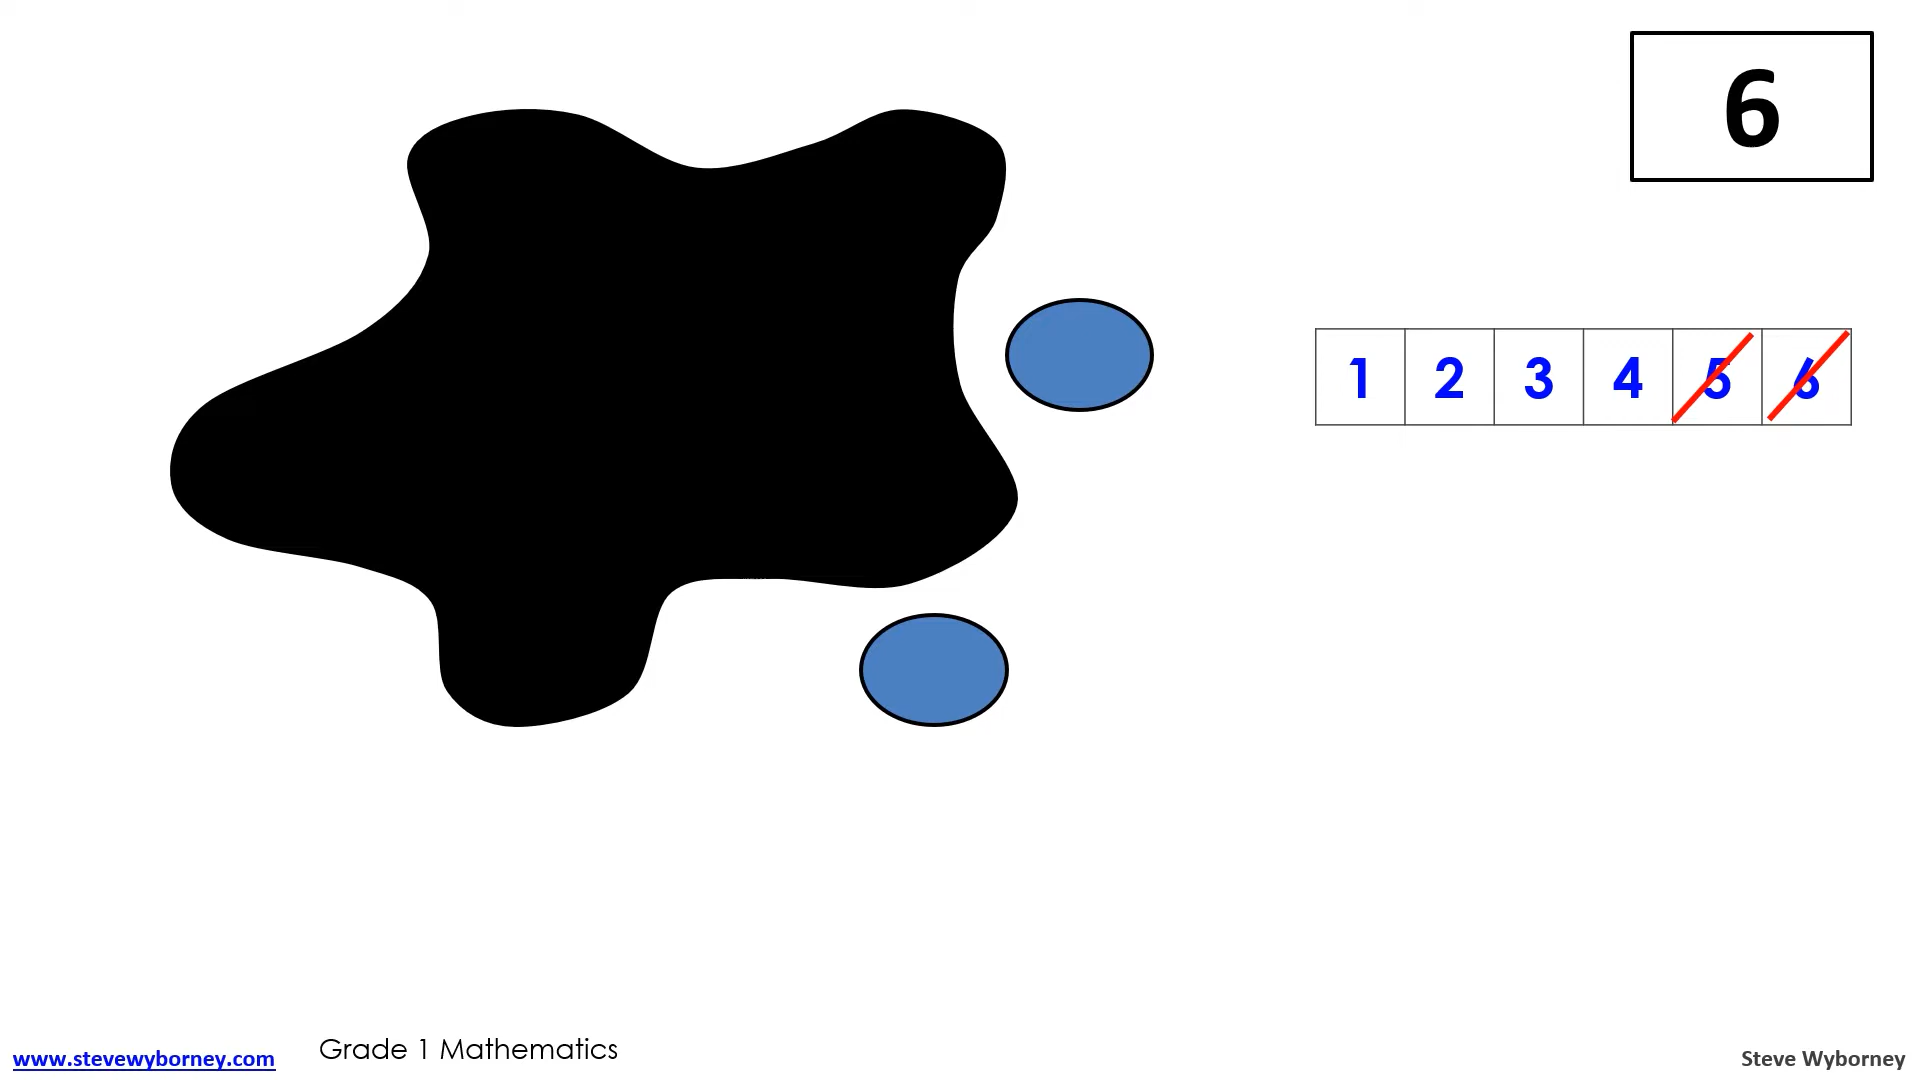 6
1 2 3 4 5 6
www.stevewyborney.com
Grade 1 Mathematics
Steve Wyborney